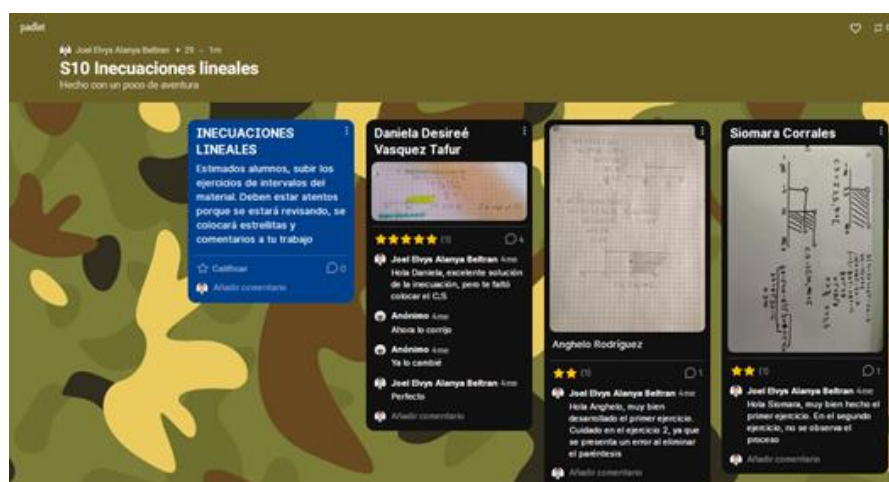 padlet
Joel Elvys Alanya Beltran + 29 • 1m
S10 Inecuaciones lineales
Hecho con un poco de aventura
INECUACIONES
LINEALES
Estimados alumnos, subir los
ejercicios de intervalos del
material. Deben estar atentos
porque se estará revisando, se
colocará estrellitas y
comentarios a tu trabajo
Calificar
0
Añadir comentario
Daniela Desireé
Vasquez Tafur
(1)
4
Joel Elvys Alanya Beltran 4me
Hola Daniela, excelente solución
de la inecuación, pero te faltó
colocar el C,S
Anónimo 4me
Ahora lo corrijo
Anónimo 4me
Ya lo cambié
Joel Elvys Alanya Beltran 4me
Perfecto
Añadir comentario
Anghelo Rodríguez
(1)
1
Joel Elvys Alanya Beltran 4me
Hola Anghelo, muy bien
desarrollado el primer ejercicio.
Cuidado en el ejercicio 2, ya que
se presenta un error al eliminar
el paréntesis
Añadir comentario
Siomara Corrales
(1)
1
Joel Elvys Alanya Beltran 4me
Hola Siomara, muy bien hecho el
primer ejercicio. En el segundo
ejercicio, no se observa el
proceso
Añadir comentario